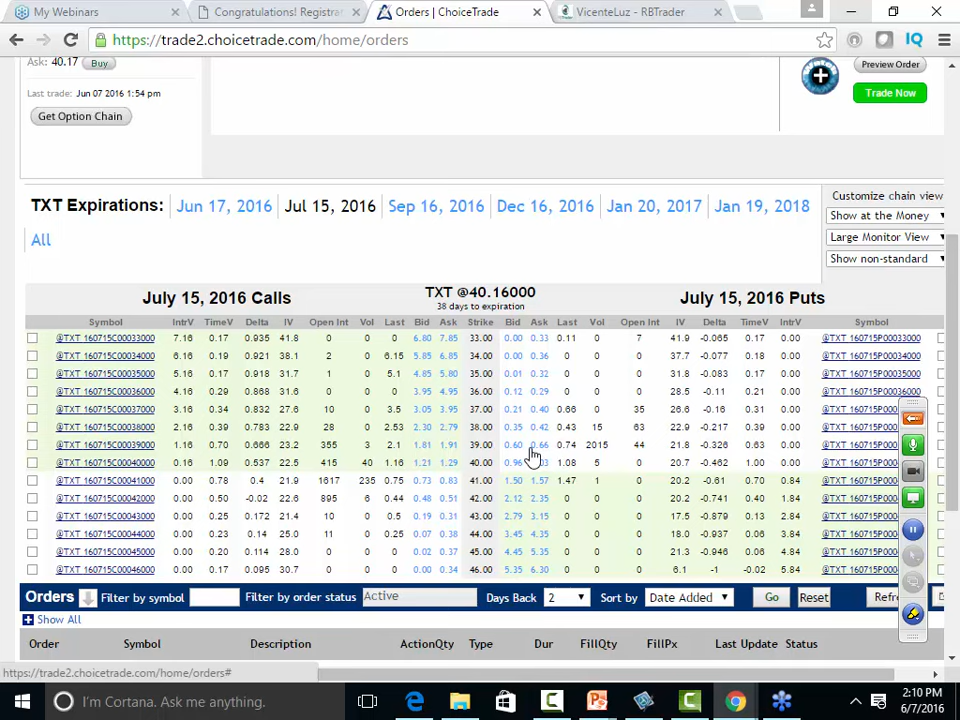 My Webinars
Congratulations! Registra
Orders | ChoiceTrade
VicenteLuz - RBTrader
https://trade2.choicetrade.com/home/orders
IQ
Ask: 40.17 Buy
Preview Order
Last trade: Jun 07 2016 1:54 pm
Trade Now
Get Option Chain
TXT Expirations: Jun 17, 2016 Jul 15, 2016 Sep 16, 2016 Dec 16, 2016 Jan 20, 2017 Jan 19, 2018
All
Customize chain view
Show at the Money
Large Monitor View
Show non-standard
July 15, 2016 Calls
TXT @40.16000
38 days to expiration
July 15, 2016 Puts
Symbol IntrV TimeV Delta IV Open Int Vol Last Bid Ask Strike Bid Ask Last Vol Open Int IV Delta TimeV IntrV Symbol
@TXT 160715C00033000 7.16 0.17 0.935 41.8 0 0 0 6.80 7.85 33.00 0.00 0.33 0.11 0 7 41.9 -0.065 0.17 0.00 @TXT 160715P00033000
@TXT 160715C00034000 6.16 0.19 0.921 38.1 2 0 6.15 5.85 6.85 34.00 0.00 0.36 0 0 0 37.7 -0.077 0.18 0.00 @TXT 160715P00034000
@TXT 160715C00035000 5.16 0.17 0.918 31.7 1 0 5.1 4.85 5.80 35.00 0.01 0.32 0 0 0 31.8 -0.083 0.17 0.00 @TXT 160715P00035000
@TXT 160715C00036000 4.16 0.29 0.868 31.6 0 0 0 3.95 4.95 36.00 0.12 0.29 0 0 0 28.5 -0.11 0.21 0.00 @TXT 160715P00036000
@TXT 160715C00037000 3.16 0.34 0.832 27.6 10 0 3.5 3.05 3.95 37.00 0.21 0.40 0.66 0 35 26.6 -0.16 0.31 0.00 @TXT 160715P000
@TXT 160715C00038000 2.16 0.39 0.783 22.9 28 0 2.53 2.30 2.79 38.00 0.35 0.42 0.43 15 63 22.9 -0.217 0.39 0.00 @TXT 160715P000
@TXT 160715C00039000 1.16 0.70 0.666 23.2 355 3 2.1 1.81 1.91 39.00 0.60 0.66 0.74 2015 44 21.8 -0.326 0.63 0.00 @TXT 160715P000
@TXT 160715C00040000 0.16 1.09 0.537 22.5 415 40 1.16 1.21 1.29 40.00 0.96 1.08 5 0 20.7 -0.462 1.00 0.00 @TXT 160715P000
@TXT 160715C00041000 0.00 0.78 0.4 21.9 1617 235 0.75 0.73 0.83 41.00 1.50 1.57 1.47 1 0 20.2 -0.61 0.70 0.84 @TXT 160715P000
@TXT 160715C00042000 0.00 0.50 -0.02 22.6 895 6 0.44 0.48 0.51 42.00 2.12 2.35 0 0 0 20.2 -0.741 0.40 1.84 @TXT 160715P000
@TXT 160715C00043000 0.00 0.25 0.172 21.4 10 0 0.5 0.19 0.31 43.00 2.79 3.15 0 0 0 17.5 -0.879 0.13 2.84 @TXT 160715P000
@TXT 160715C00044000 0.00 0.23 0.14 25.0 11 0 0.25 0.07 0.38 44.00 3.45 4.35 0 0 0 18.0 -0.937 0.06 3.84 @TXT 160715P000
@TXT 160715C00045000 0.00 0.20 0.114 28.0 0 0 0 0.02 0.37 45.00 4.45 5.35 0 0 0 21.3 -0.946 0.06 4.84 @TXT 160715P000
@TXT 160715C00046000 0.00 0.17 0.095 30.7 0 0 0 0.00 0.34 46.00 5.35 6.30 0 0 0 6.1 -1 -0.02 5.84 @TXT 160715P000
Orders Filter by symbol Filter by order status Active Days Back 2 Sort by Date Added Go Reset Refr
Show All
Order Symbol Description ActionQty Type Dur FillQty FillPx Last Update Status
https://trade2.choicetrade.com/home/orders#
I'm Cortana. Ask me anything.
2:10 PM
6/7/2016